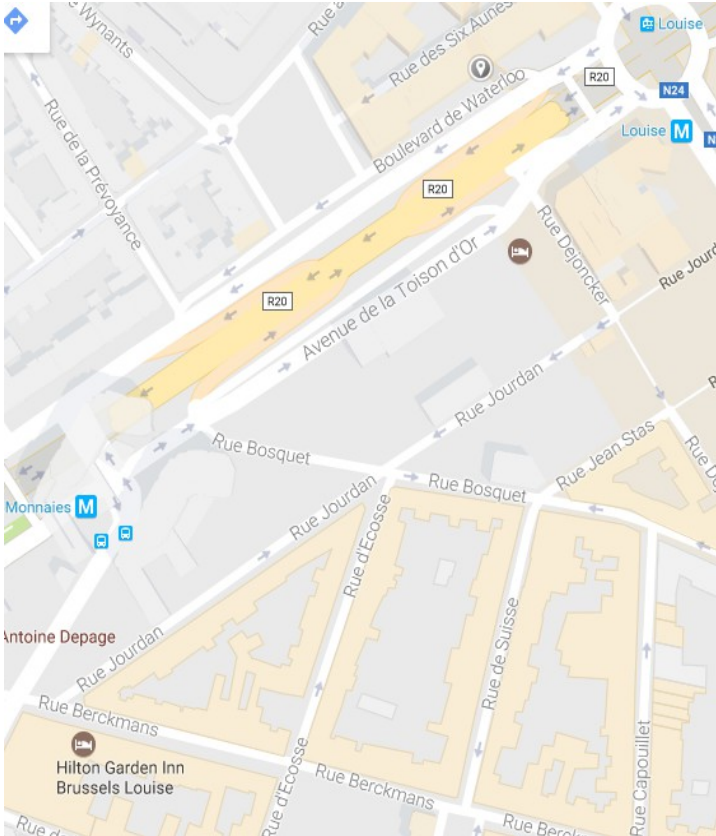 Rue
Rue des Six Aunes
Louise
Wynants
R20
N24
Boulevard de Waterloo
Louise M
Rue de la Prévoyance
R20
Rue Dejoncker
Rue Jourd
R20
Avenue de la Toison d'Or
Rue Jourdan
Rue Jean Stas
Rue Bosquet
Rue Bosquet
Rue Jourdan
Monnaies M
Rue d'Ecosse
Rue de Suisse
Antoine Depage
Rue Jourdan
Rue Berckmans
Rue Capouillet
Hilton Garden Inn
Brussels Louise
Rue d'Ecosse
Rue Berckmans
Rue Berc